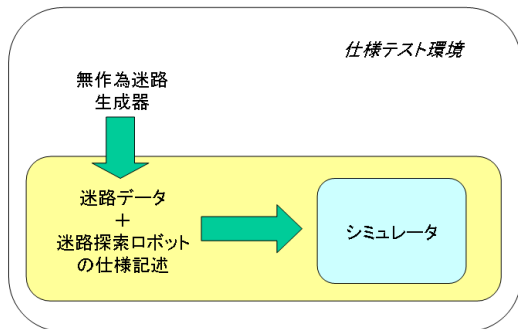 仕様テスト環境
無作為迷路
生成器
迷路データ
＋
迷路探索ロボット
の仕様記述
シミュレータ